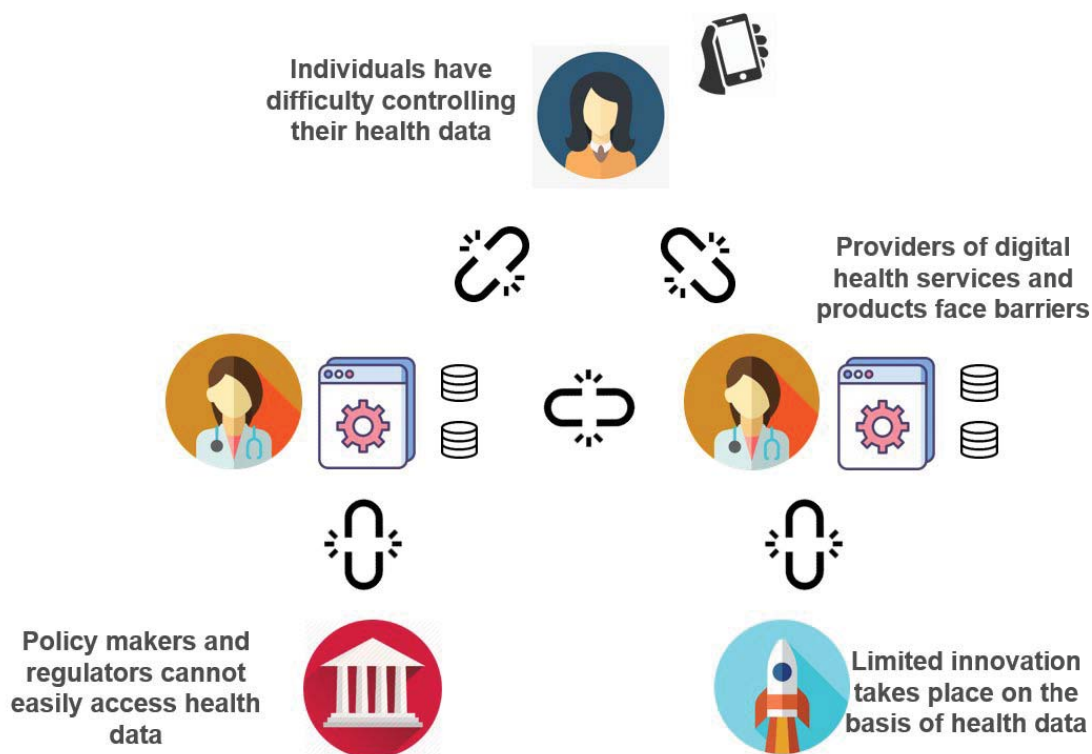 Individuals have
difficulty controlling
their health data
Providers of digital
health services and
products face barriers
Policy makers and
regulators cannot
easily access health
data
Limited innovation
takes place on the
basis of health data